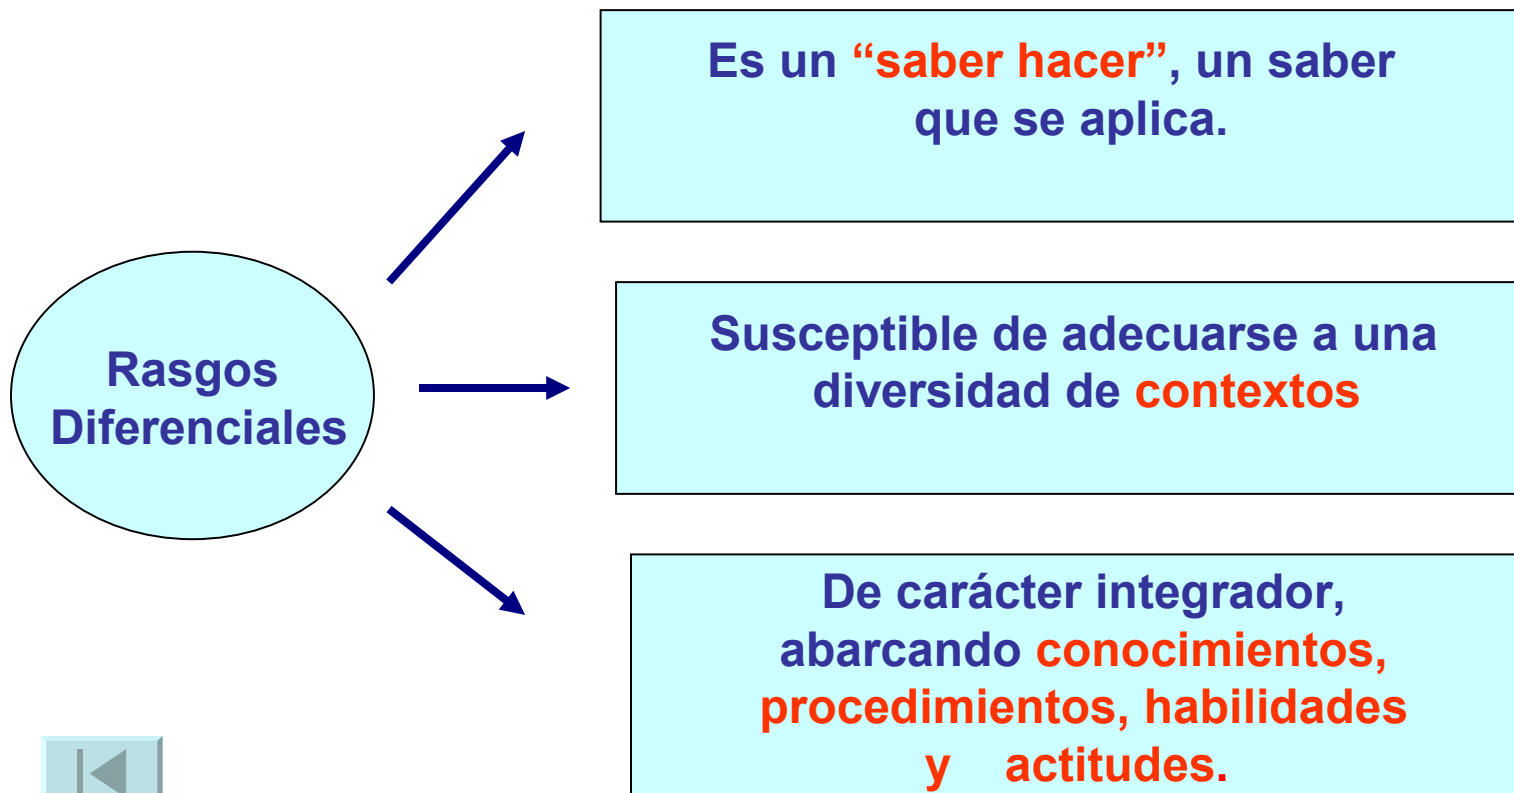 Es un “saber hacer”, un saber
que se aplica.
Rasgos
Diferenciales
Susceptible de adecuarse a una
diversidad de contextos
De carácter integrador,
abarcando conocimientos,
procedimientos, habilidades
y actitudes.